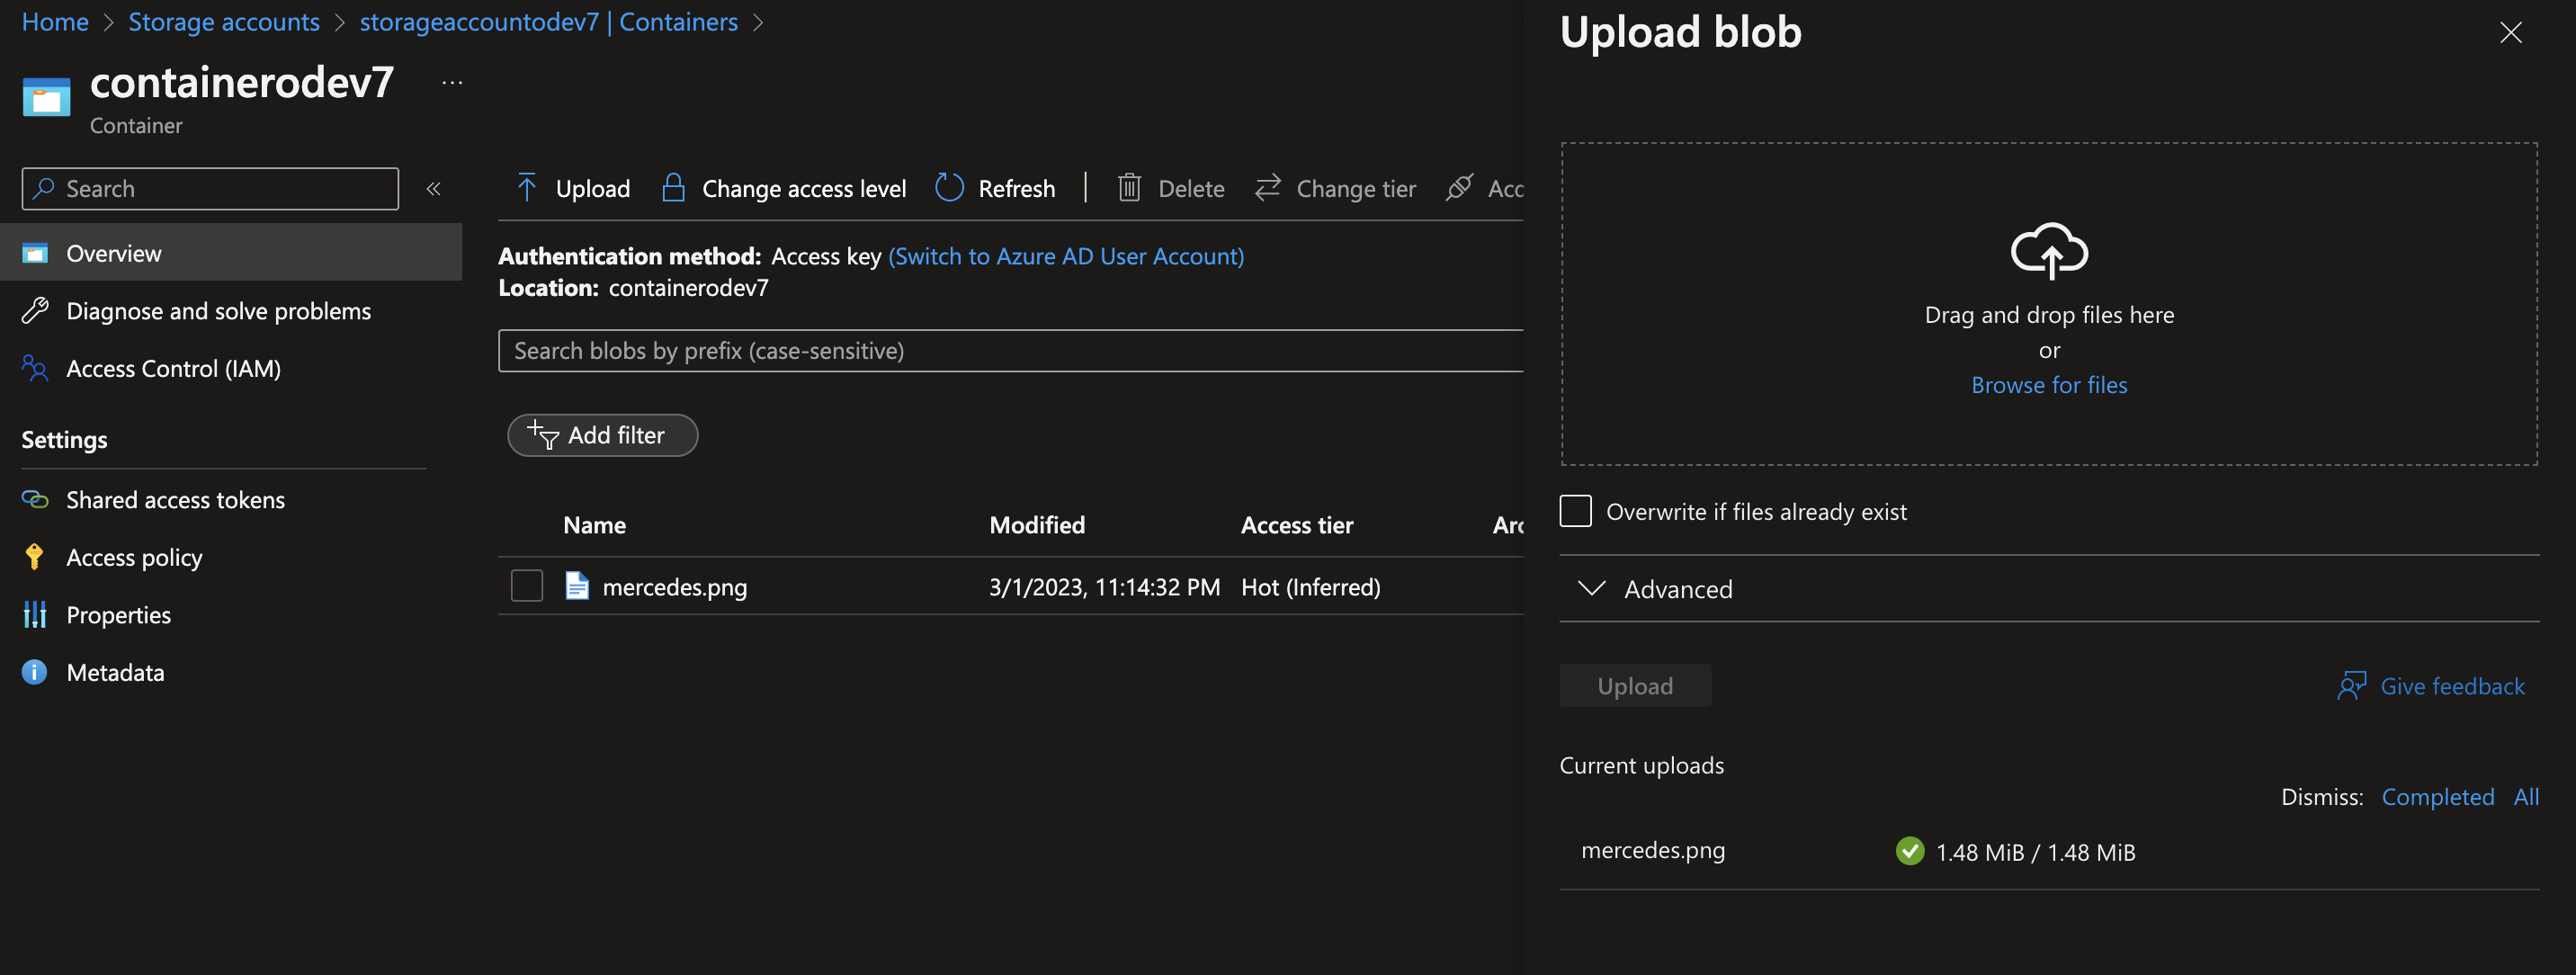 Home > Storage accounts > storageaccountodev7 | Containers >
containerodev7 ...
Container
Search «
Overview
Diagnose and solve problems
Access Control (IAM)
Settings
Shared access tokens
Access policy
Properties
Metadata
Upload Change access level Refresh | Delete Change tier Acc
Authentication method: Access key (Switch to Azure AD User Account)
Location: containerodev7
Search blobs by prefix (case-sensitive)
Add filter
Name Modified Access tier Arc
mercedes.png 3/1/2023, 11:14:32 PM Hot (Inferred)
Upload blob
Drag and drop files here
or
Browse for files
Overwrite if files already exist
Advanced
Upload Give feedback
Current uploads
Dismiss: Completed All
mercedes.png 1.48 MiB / 1.48 MiB